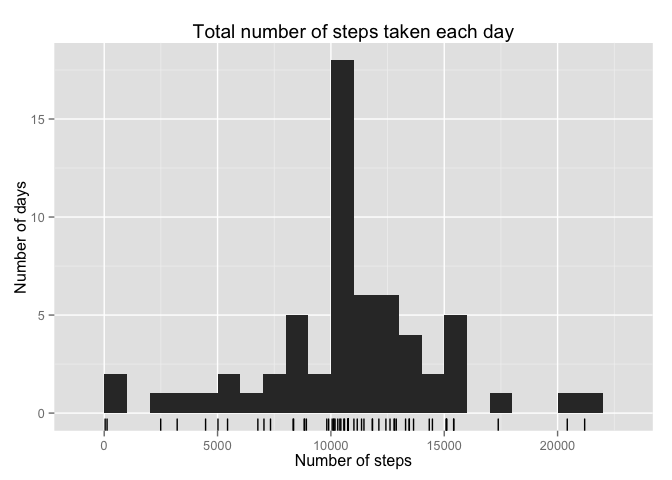 Total number of steps taken each day
Number of days
15
10
5
0
0 5000 10000 15000 20000
Number of steps